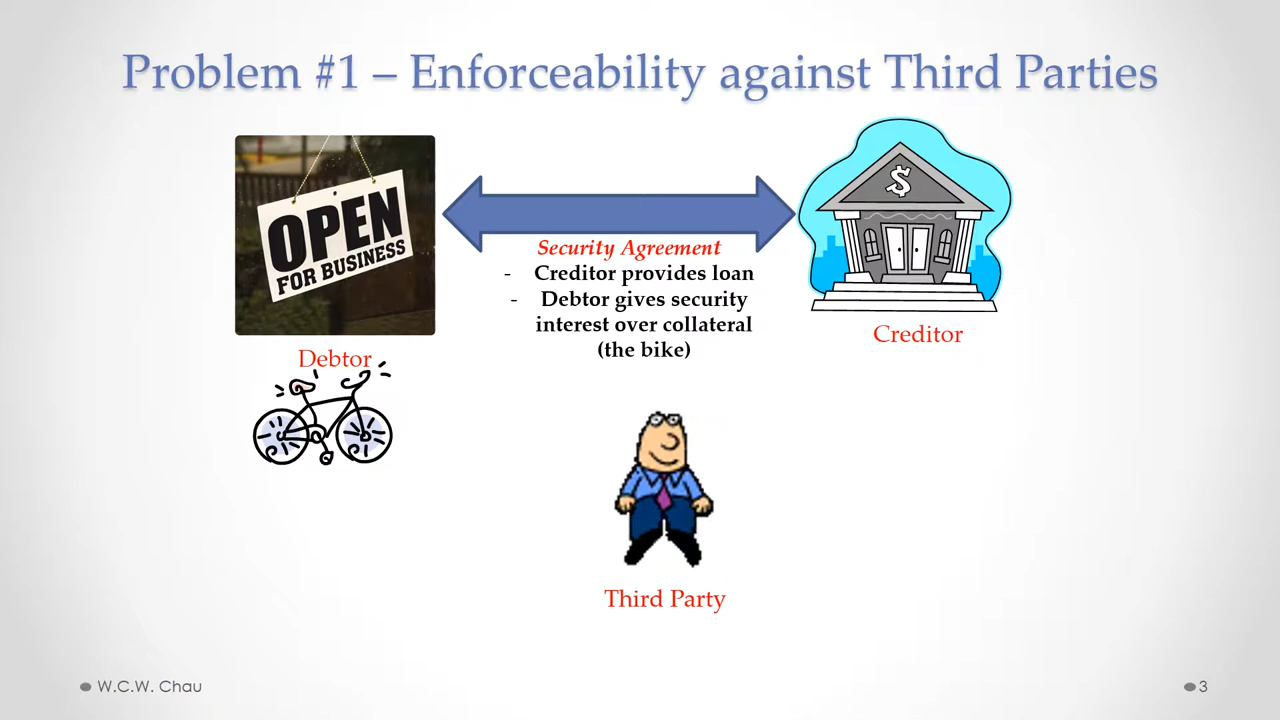 Problem #1 – Enforceability against Third Parties
OPEN
FOR BUSINESS
$
Security Agreement
- Creditor provides loan
- Debtor gives security
interest over collateral
(the bike)
Creditor
Debtor
Third Party
W.C.W. Chau
3